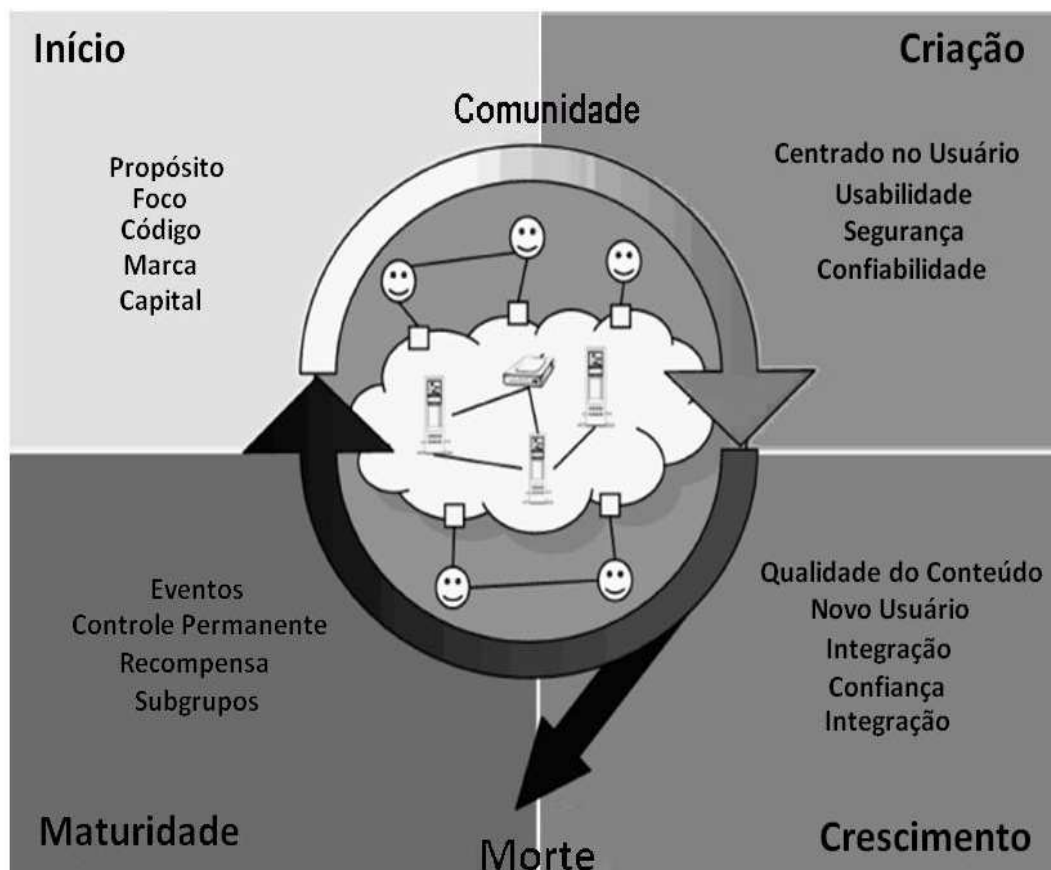 Início
Criação
Comunidade
Propósito
Foco
Código
Marca
Capital
Centrado no Usuário
Usabilidade
Segurança
Confiabilidade
Eventos
Controle Permanente
Recompensa
Subgrupos
Qualidade do Conteúdo
Novo Usuário
Integração
Confiança
Integração
Maturidade
Morte
Crescimento